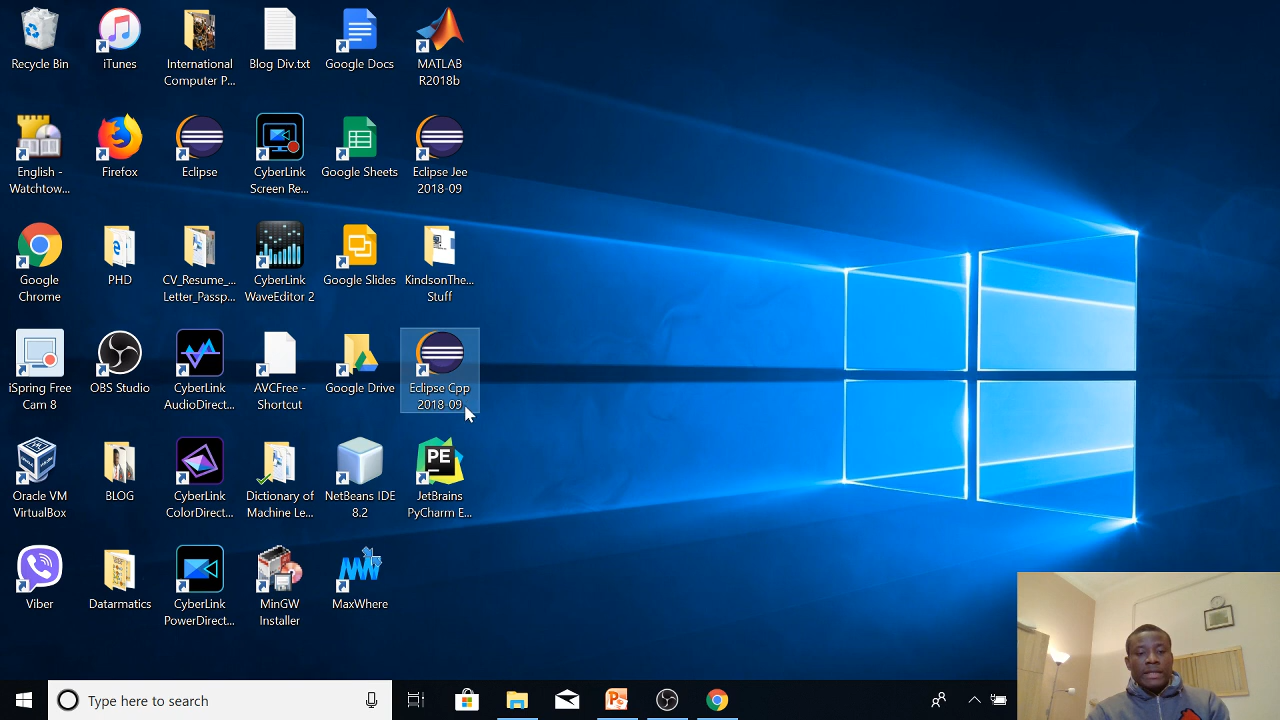 Recycle Bin
iTunes
International
Computer P...
Blog Div.txt
Google Docs
MATLAB
R2018b
English -
Watchtow...
Firefox
Eclipse
CyberLink
Screen Re...
Google Sheets
Eclipse Jee
2018-09
Google
Chrome
PHD
CV_Resume_...
Letter_Passp...
CyberLink
WaveEditor 2
Google Slides
KindsonThe...
Stuff
iSpring Free
Cam 8
OBS Studio
CyberLink
AudioDirect...
AVCFree -
Shortcut
Google Drive
Eclipse Cpp
2018-09
Oracle VM
VirtualBox
BLOG
CyberLink
ColorDirect...
Dictionary of
Machine Le...
NetBeans IDE
8.2
PE
JetBrains
PyCharm E...
Viber
Datarmatics
CyberLink
PowerDirect...
MinGW
Installer
MaxWhere
Type here to search